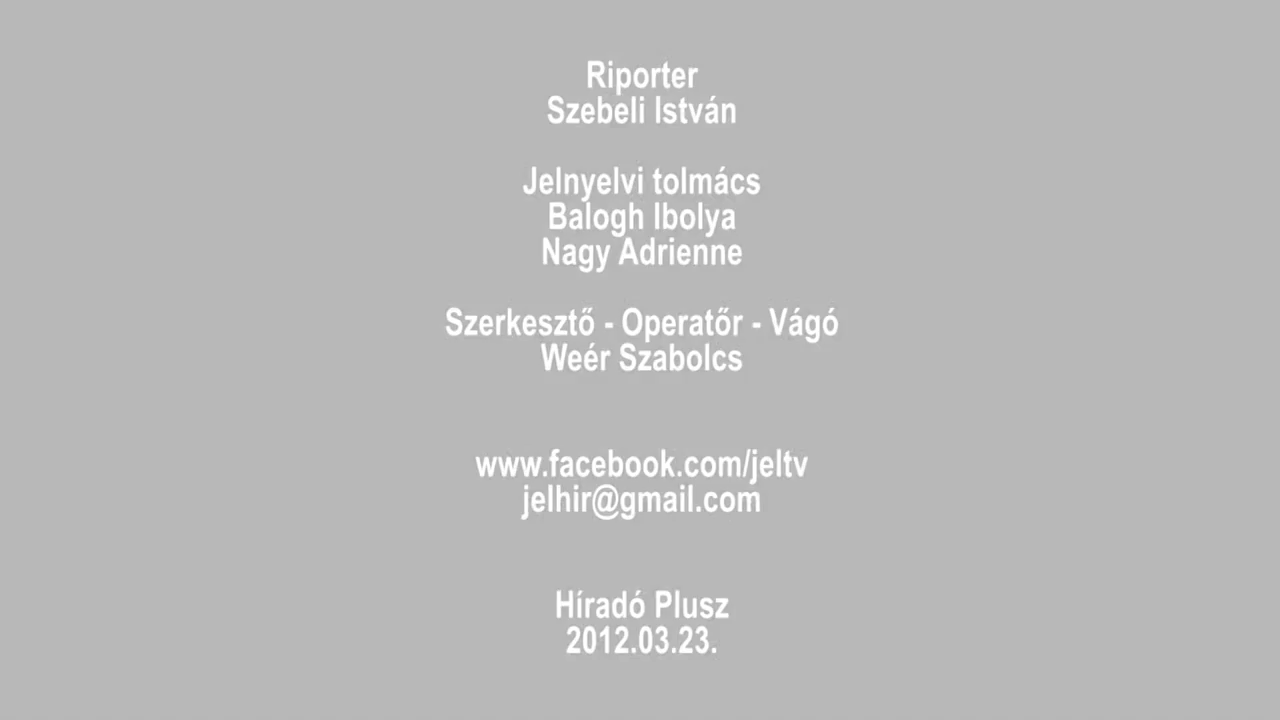 Riporter
Szebeli István
Jelnyelvi tolmács
Balogh Ibolya
Nagy Adrienne
Szerkesztő - Operatőr - Vágó
Weér Szabolcs
www.facebook.com/jeltv
jelhir@gmail.com
Híradó Plusz
2012.03.23.